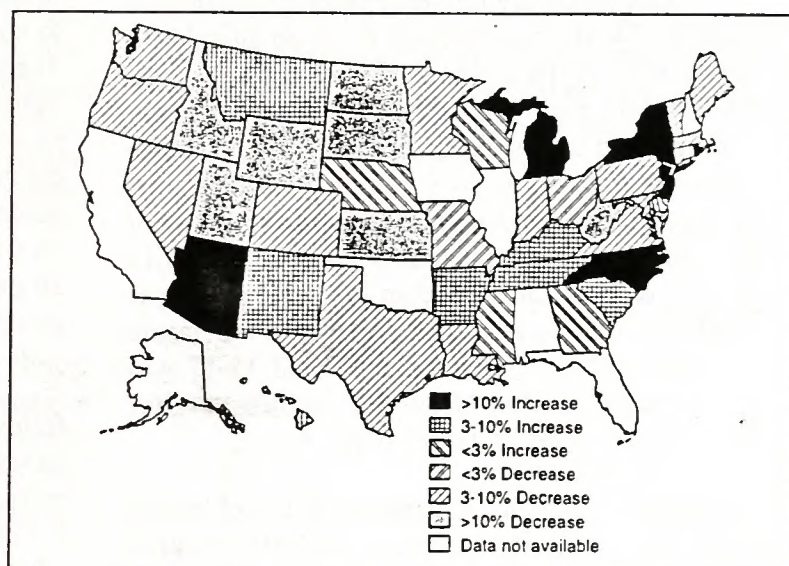 >10% Increase
3-10% Increase
<3% Increase
<3% Decrease
3-10% Decrease
>10% Decrease
Data not available